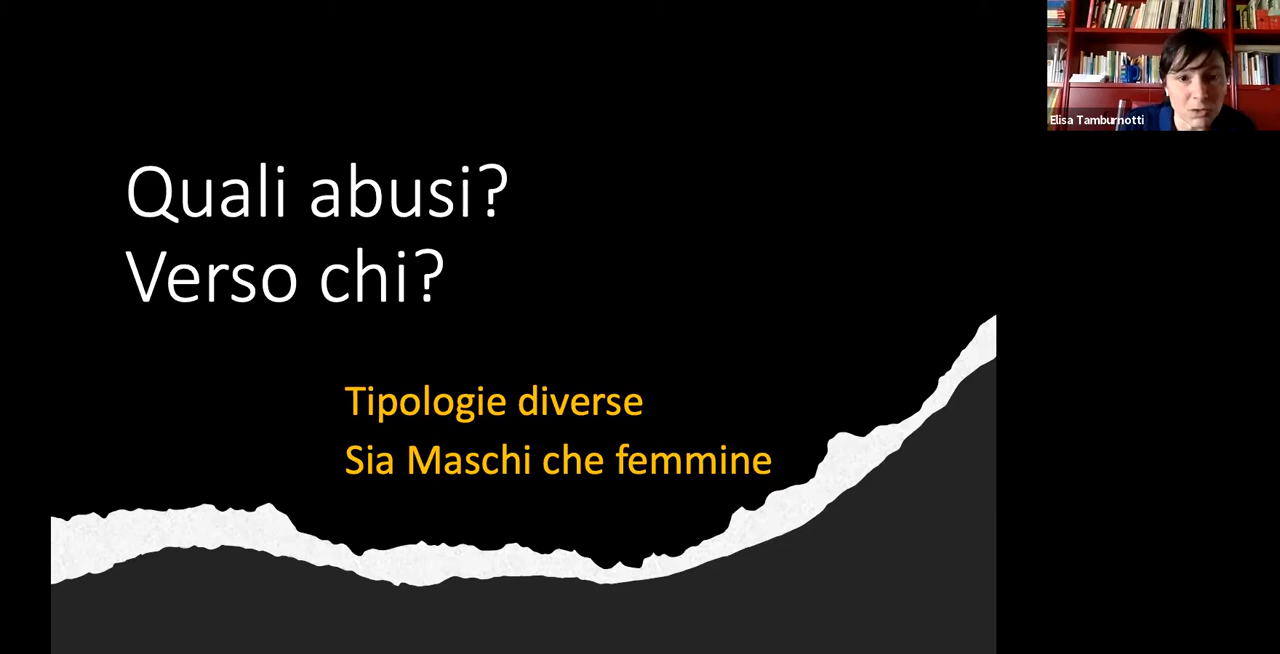 Elisa Tamburnotti
Quali abusi?
Verso chi?
Tipologie diverse
Sia Maschi che femmine